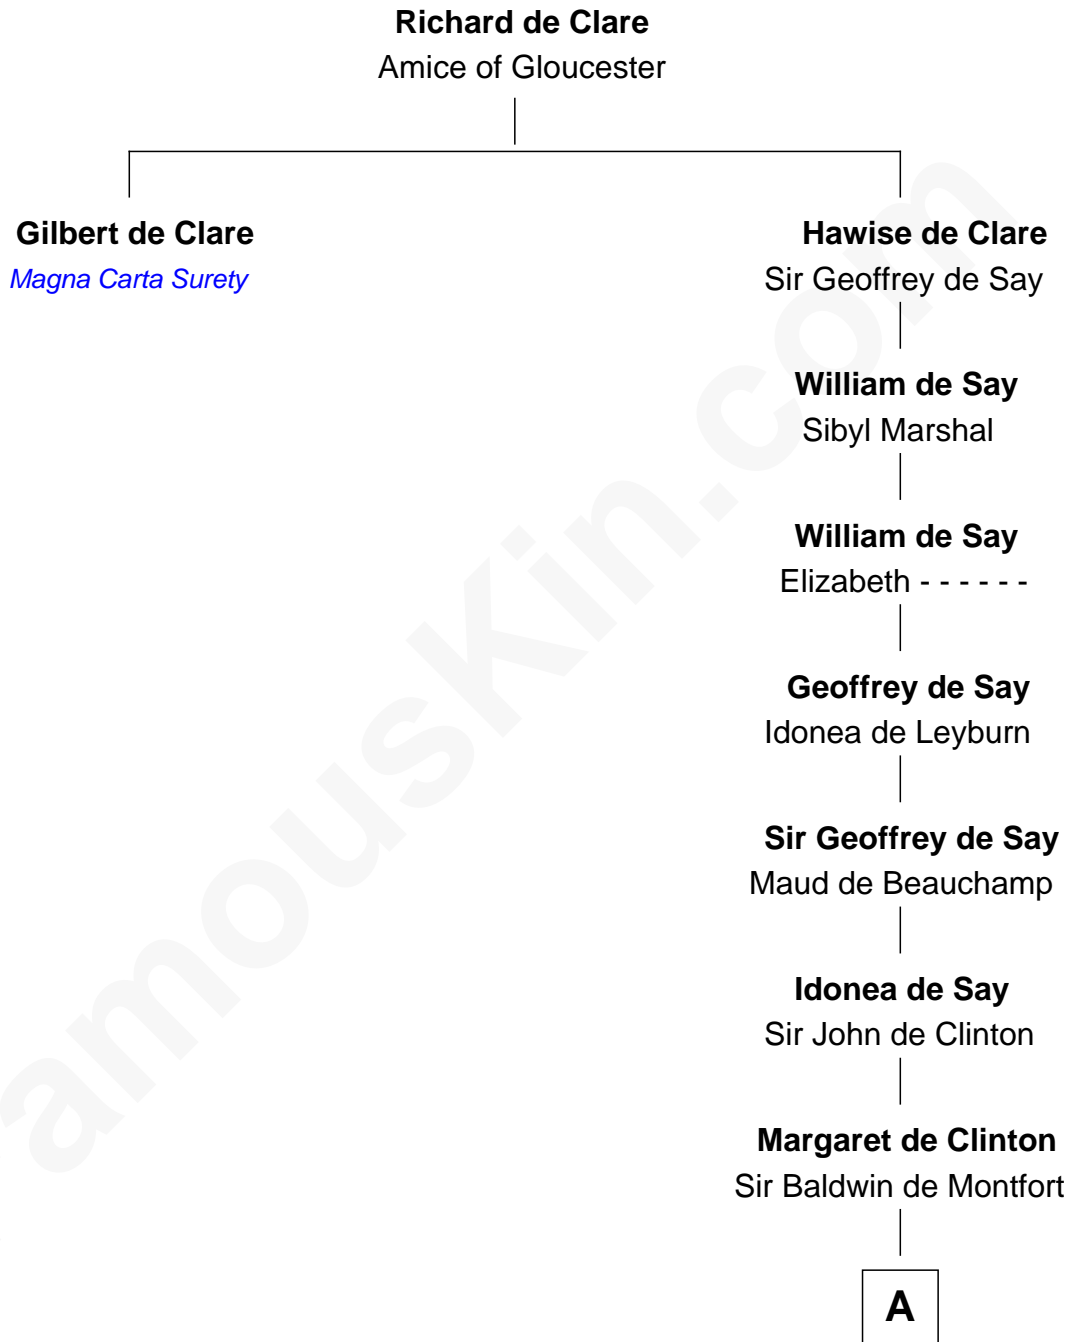 Richard de Clare
Amice of Gloucester
Gilbert de Clare
Magna Carta Surety
Hawise de Clare
Sir Geoffrey de Say
William de Say
Sibyl Marshal
William de Say
Elizabeth - - - - - -
Geoffrey de Say
Idonea de Leyburn
Sir Geoffrey de Say
Maud de Beauchamp
Idonea de Say
Sir John de Clinton
Margaret de Clinton
Sir Baldwin de Montfort
A
amouskin.com